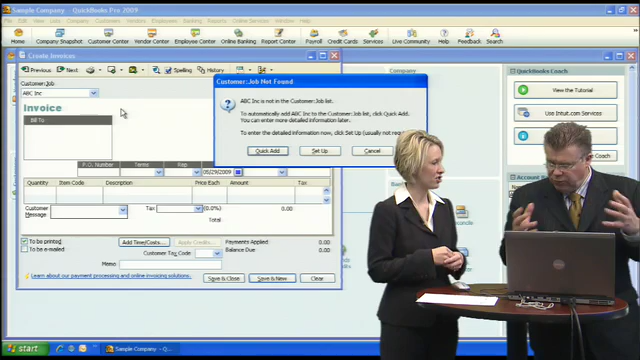 Sample Company - QuickBooks Pro 2009
File Edit View Lists Company Customers Vendors Employees Banking Reports Online Services Window Help
Home Company Snapshot Customer Center Vendor Center Employee Center Online Banking Report Center Payroll Credit Cards Services Live Community Help Feedback Search
Create Invoices
Previous Next Spelling History
Customer:Job
ABC Inc
Invoice
Bill To
P.O. Number Terms Rep
05/29/2009
Quantity Item Code Description Price Each Amount Tax
Customer Message
Tax (0.0%) 0.00
Total
To be printed
To be e-mailed
Add Time/Costs... Apply Credits... Payments Applied 0.00
Balance Due 0.00
Customer Tax Code
Memo
Learn about our payment processing and online invoicing solutions.
Save & Close Save & New Clear
Customer:Job Not Found
ABC Inc is not in the Customer:Job list.
To automatically add ABC Inc to the Customer:Job list, click Quick Add.
You can enter more detailed information later.
To enter the detailed information now, click Set Up (usually not
Quick Add Set Up Cancel
Company
QuickBooks Coach
View the Tutorial
Use Intuit.com Services
Coach
Account
start
Sample Company - Q...